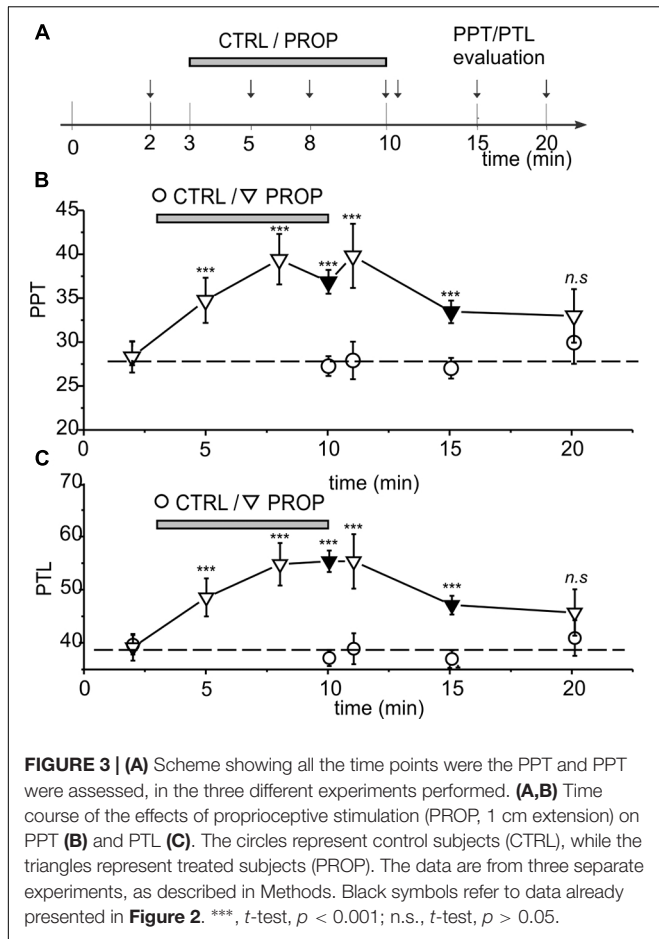 A
CTRL / PROP
PPT/PTL
evaluation
0 2 3 5 8 10 15 20
time (min)
B
○ CTRL / ▽ PROP
45
40
35
30
25
20
PPT
*** *** *** *** *** n.s
0 5 10 15 20
time (min)
C
○ CTRL / ▽ PROP
70
60
50
40
PTL
*** *** *** *** *** n.s
0 5 10 15 20
time (min)
FIGURE 3 | (A) Scheme showing all the time points were the PPT and PPT
were assessed, in the three different experiments performed. (A,B) Time
course of the effects of proprioceptive stimulation (PROP, 1 cm extension) on
PPT (B) and PTL (C). The circles represent control subjects (CTRL), while the
triangles represent treated subjects (PROP). The data are from three separate
experiments, as described in Methods. Black symbols refer to data already
presented in Figure 2. ***, t-test, p < 0.001; n.s., t-test, p > 0.05.